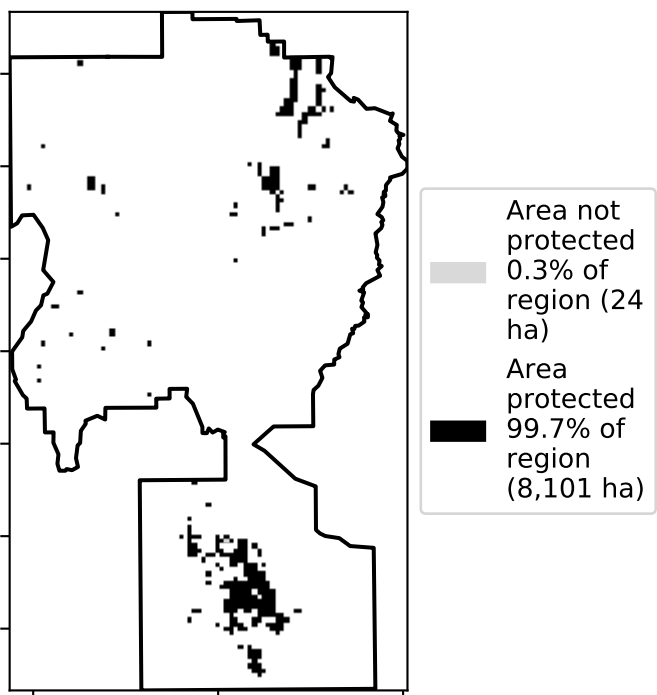 Area not
protected
0.3% of
region (24
ha)
Area
protected
99.7% of
region
(8,101 ha)